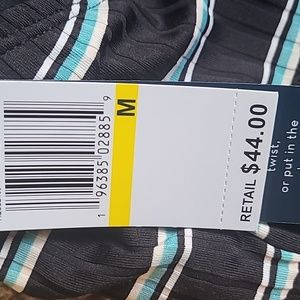 1 96385 02885 9
M
RETAIL $44.00
twist,
or put in the